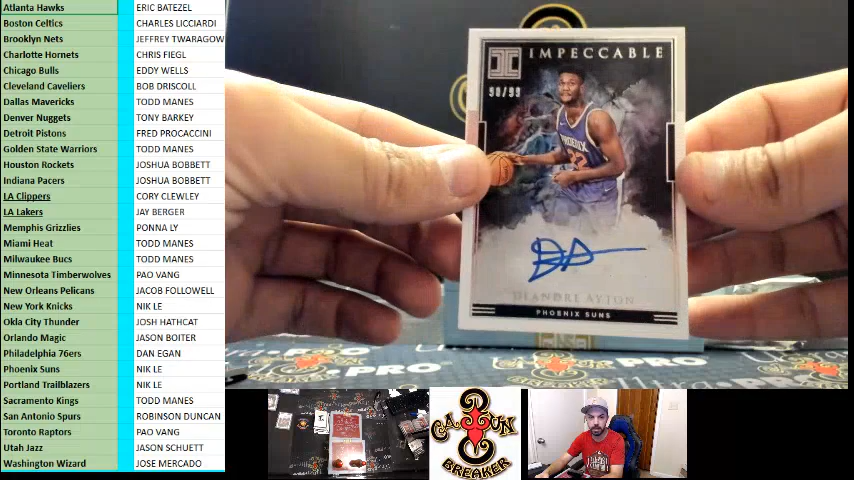 Atlanta Hawks ERIC BATEZEL
Boston Celtics CHARLES LICCIARDI
Brooklyn Nets JEFFREY TWARAGOW
Charlotte Hornets CHRIS FIEGL
Chicago Bulls EDDY WELLS
Cleveland Cavaliers BOB DRISCOLL
Dallas Mavericks TODD MANES
Denver Nuggets TONY BARKEY
Detroit Pistons FRED PROCACCINI
Golden State Warriors TODD MANES
Houston Rockets JOSHUA BOBBETT
Indiana Pacers JOSHUA BOBBETT
LA Clippers CORY CLEWLEY
LA Lakers JAY BERGER
Memphis Grizzlies PONNA LY
Miami Heat TODD MANES
Milwaukee Bucs TODD MANES
Minnesota Timberwolves PAO VANG
New Orleans Pelicans JACOB FOLLOWELL
New York Knicks NIK LE
Okla City Thunder JOSH HATHCAT
Orlando Magic JASON BOITER
Philadelphia 76ers DAN EGAN
Phoenix Suns NIK LE
Portland Trailblazers NIK LE
Sacramento Kings TODD MANES
San Antonio Spurs ROBINSON DUNCAN
Toronto Raptors PAO VANG
Utah Jazz JASON SCHUETT
Washington Wizard JOSE MERCADO
IMPECCABLE
98/99
PHOENIX
22
DEANDRE AYTON
PHOENIX SUNS
PRO
PRO
CAJUN
BREAKER